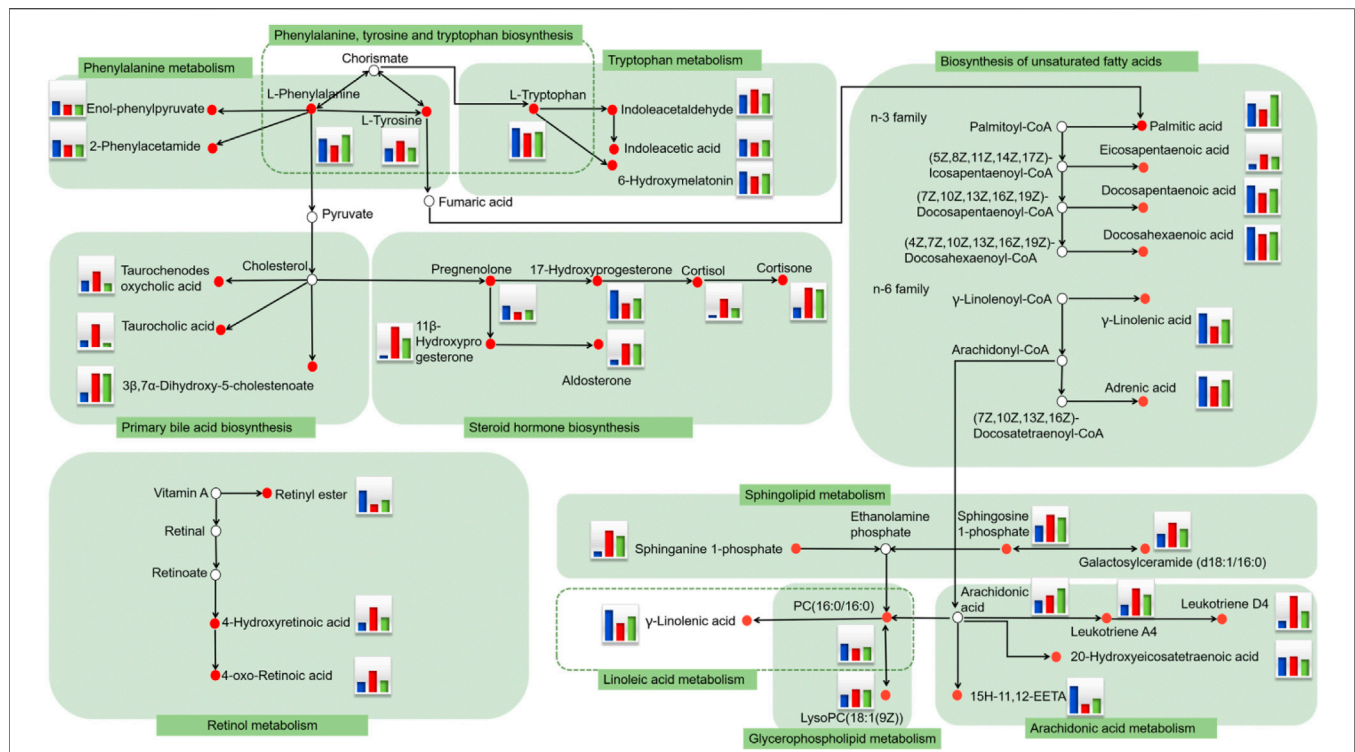 Phenylalanine, tyrosine and tryptophan biosynthesis
Phenylalanine metabolism
Chorismate
Tryptophan metabolism
L-Phenylalanine
Enol-phenylpyruvate
L-Tyrosine
2-Phenylacetamide
L-Tryptophan
Indoleacetaldehyde
Indoleacetic acid
6-Hydroxymelatonin
Pyruvate
Fumaric acid
Biosynthesis of unsaturated fatty acids
n-3 family
Palmitoyl-CoA
Palmitic acid
(5Z,8Z,11Z,14Z,17Z)-
Icosapentaenoyl-CoA
Eicosapentaenoic acid
(7Z,10Z,13Z,16Z,19Z)-
Docosapentaenoyl-CoA
Docosapentaenoic acid
(4Z,7Z,10Z,13Z,16Z,19Z)-
Docosahexaenoyl-CoA
Docosahexaenoic acid
n-6 family
γ-Linolenoyl-CoA
γ-Linolenic acid
Arachidonyl-CoA
Adrenic acid
(7Z,10Z,13Z,16Z)-
Docosatetraenoyl-CoA
Taurochenodes
oxycholic acid
Cholesterol
Taurocholic acid
3β,7α-Dihydroxy-5-cholestenoate
Primary bile acid biosynthesis
Pregnenolone
17-Hydroxyprogesterone
Cortisol
Cortisone
11β-
Hydroxypro
gesterone
Aldosterone
Steroid hormone biosynthesis
Vitamin A
Retinyl ester
Retinal
Retinoate
4-Hydroxyretinoic acid
4-oxo-Retinoic acid
Retinol metabolism
Sphingolipid metabolism
Sphinganine 1-phosphate
Ethanolamine
phosphate
Sphingosine
1-phosphate
Galactosylceramide (d18:1/16:0)
γ-Linolenic acid
PC(16:0/16:0)
Linoleic acid metabolism
LysoPC(18:1(9Z))
Glycerophospholipid metabolism
Arachidonic
acid
Leukotriene A4
Leukotriene D4
20-Hydroxyeicosatetraenoic acid
15H-11,12-EETA
Arachidonic acid metabolism